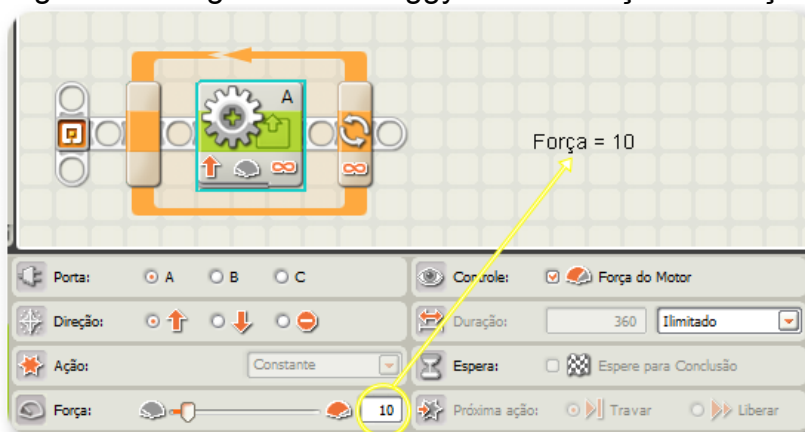 A
Força = 10
Porta: A B C
Controle: Força do Motor
Direção:
Duração: 360 Ilimitado
Ação: Constante
Espera: Espere para Conclusão
Força: 10
Próxima ação: Travar Liberar